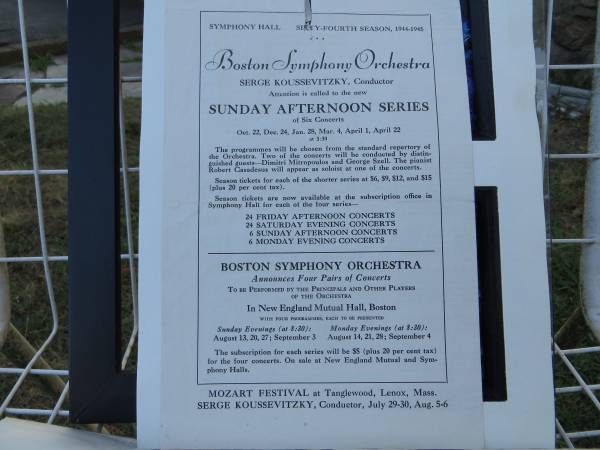 SYMPHONY HALL SIXTY-FOURTH SEASON, 1944-1945
Boston Symphony Orchestra
SERGE KOUSSEVITZKY, Conductor
Attention is called to the new
SUNDAY AFTERNOON SERIES
of Six Concerts
Oct. 22, Dec. 24, Jan. 28, Mar. 4, April 1, April 22
at 3:30
The programmes will be chosen from the standard repertory of
the Orchestra. Two of the concerts will be conducted by distin-
guished guests—Dimitri Mitropoulos and George Szell. The pianist
Robert Casadesus will appear as soloist at one of the concerts.
Season tickets for each of the shorter series at $6, $9, $12, and $15
(plus 20 per cent tax).
Season tickets are now available at the subscription office in
Symphony Hall for each of the four series—
24 FRIDAY AFTERNOON CONCERTS
24 SATURDAY EVENING CONCERTS
6 SUNDAY AFTERNOON CONCERTS
6 MONDAY EVENING CONCERTS
BOSTON SYMPHONY ORCHESTRA
Announces Four Pairs of Concerts
TO BE PERFORMED BY THE PRINCIPALS AND OTHER PLAYERS
OF THE ORCHESTRA
In New England Mutual Hall, Boston
WITH FOUR PROGRAMMES, EACH TO BE PRESENTED
Sunday Evenings (at 8:30): Monday Evenings (at 8:30):
August 13, 20, 27; September 3 August 14, 21, 28; September 4
The subscription for each series will be $5 (plus 20 per cent tax)
for the four concerts. On sale at New England Mutual and Sym-
phony Halls.
MOZART FESTIVAL at Tanglewood, Lenox, Mass.
SERGE KOUSSEVITZKY, Conductor, July 29-30, Aug. 5-6